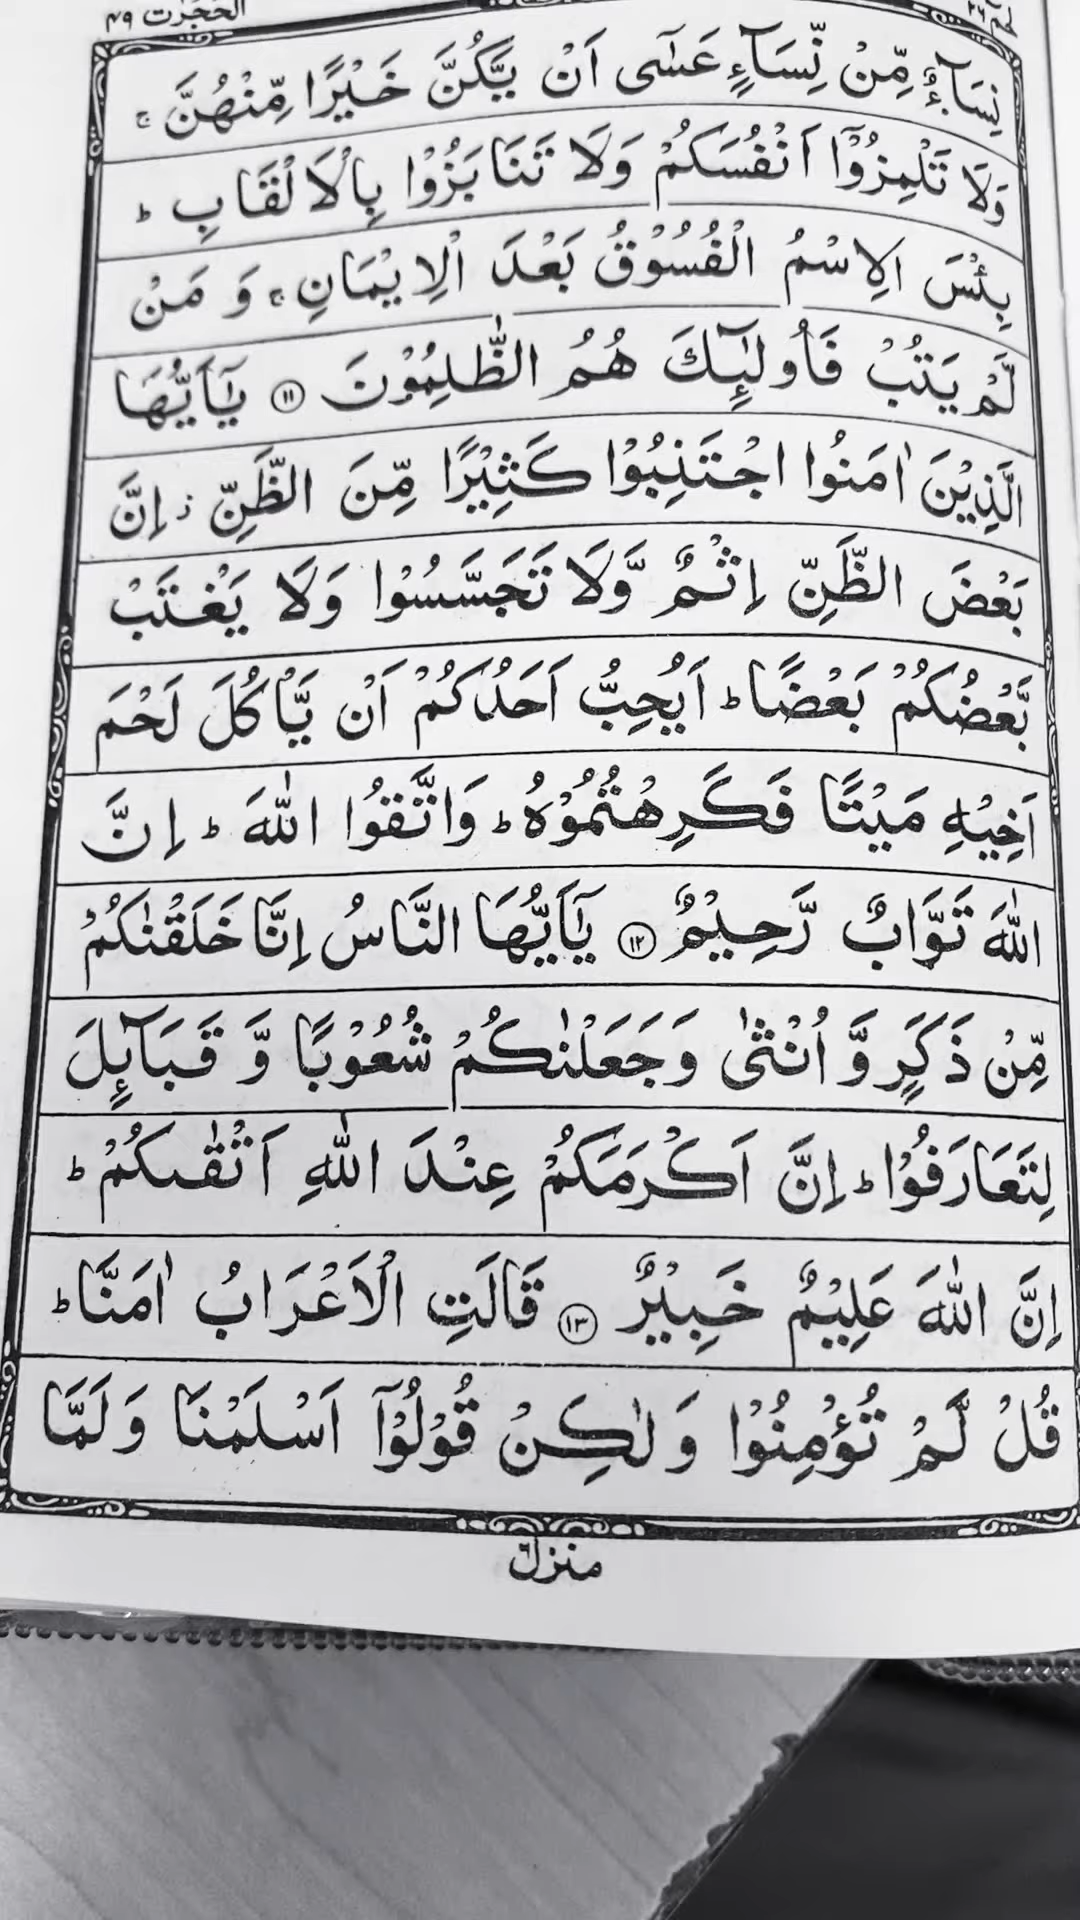 الحجرٰت ٤٩
نِسَآءٌ مِّنْ نِّسَآءٍ عَسٰٓى اَنْ يَّكُنَّ خَيْرًا مِّنْهُنَّ ۚ
وَلَا تَلْمِزُوْٓا اَنْفُسَكُمْ وَلَا تَنَابَزُوْا بِالْاَلْقَابِ ؕ
بِئْسَ الِاسْمُ الْفُسُوْقُ بَعْدَ الْاِيْمَانِ ۚ وَ مَنْ
لَّمْ يَتُبْ فَاُولٰٓئِكَ هُمُ الظّٰلِمُوْنَ ﴿۱۱﴾ يٰٓاَيُّهَا
الَّذِيْنَ اٰمَنُوا اجْتَنِبُوْا كَثِيْرًا مِّنَ الظَّنِّ ؗ اِنَّ
بَعْضَ الظَّنِّ اِثْمٌ وَّلَا تَجَسَّسُوْا وَلَا يَغْتَبْ
بَّعْضُكُمْ بَعْضًا ؕ اَيُحِبُّ اَحَدُكُمْ اَنْ يَّاْكُلَ لَحْمَ
اَخِيْهِ مَيْتًا فَكَرِهْتُمُوْهُ ؕ وَاتَّقُوا اللّٰهَ ؕ اِنَّ
اللّٰهَ تَوَّابٌ رَّحِيْمٌ ﴿۱۲﴾ يٰٓاَيُّهَا النَّاسُ اِنَّا خَلَقْنٰكُمْ
مِّنْ ذَكَرٍ وَّ اُنْثٰى وَجَعَلْنٰكُمْ شُعُوْبًا وَّ قَبَآئِلَ
لِتَعَارَفُوْا ؕ اِنَّ اَكْرَمَكُمْ عِنْدَ اللّٰهِ اَتْقٰىكُمْ ؕ
اِنَّ اللّٰهَ عَلِيْمٌ خَبِيْرٌ ﴿۱۳﴾ قَالَتِ الْاَعْرَابُ اٰمَنَّا ؕ
قُلْ لَّمْ تُؤْمِنُوْا وَ لٰكِنْ قُوْلُوْٓا اَسْلَمْنَا وَ لَمَّا
منزل ٦